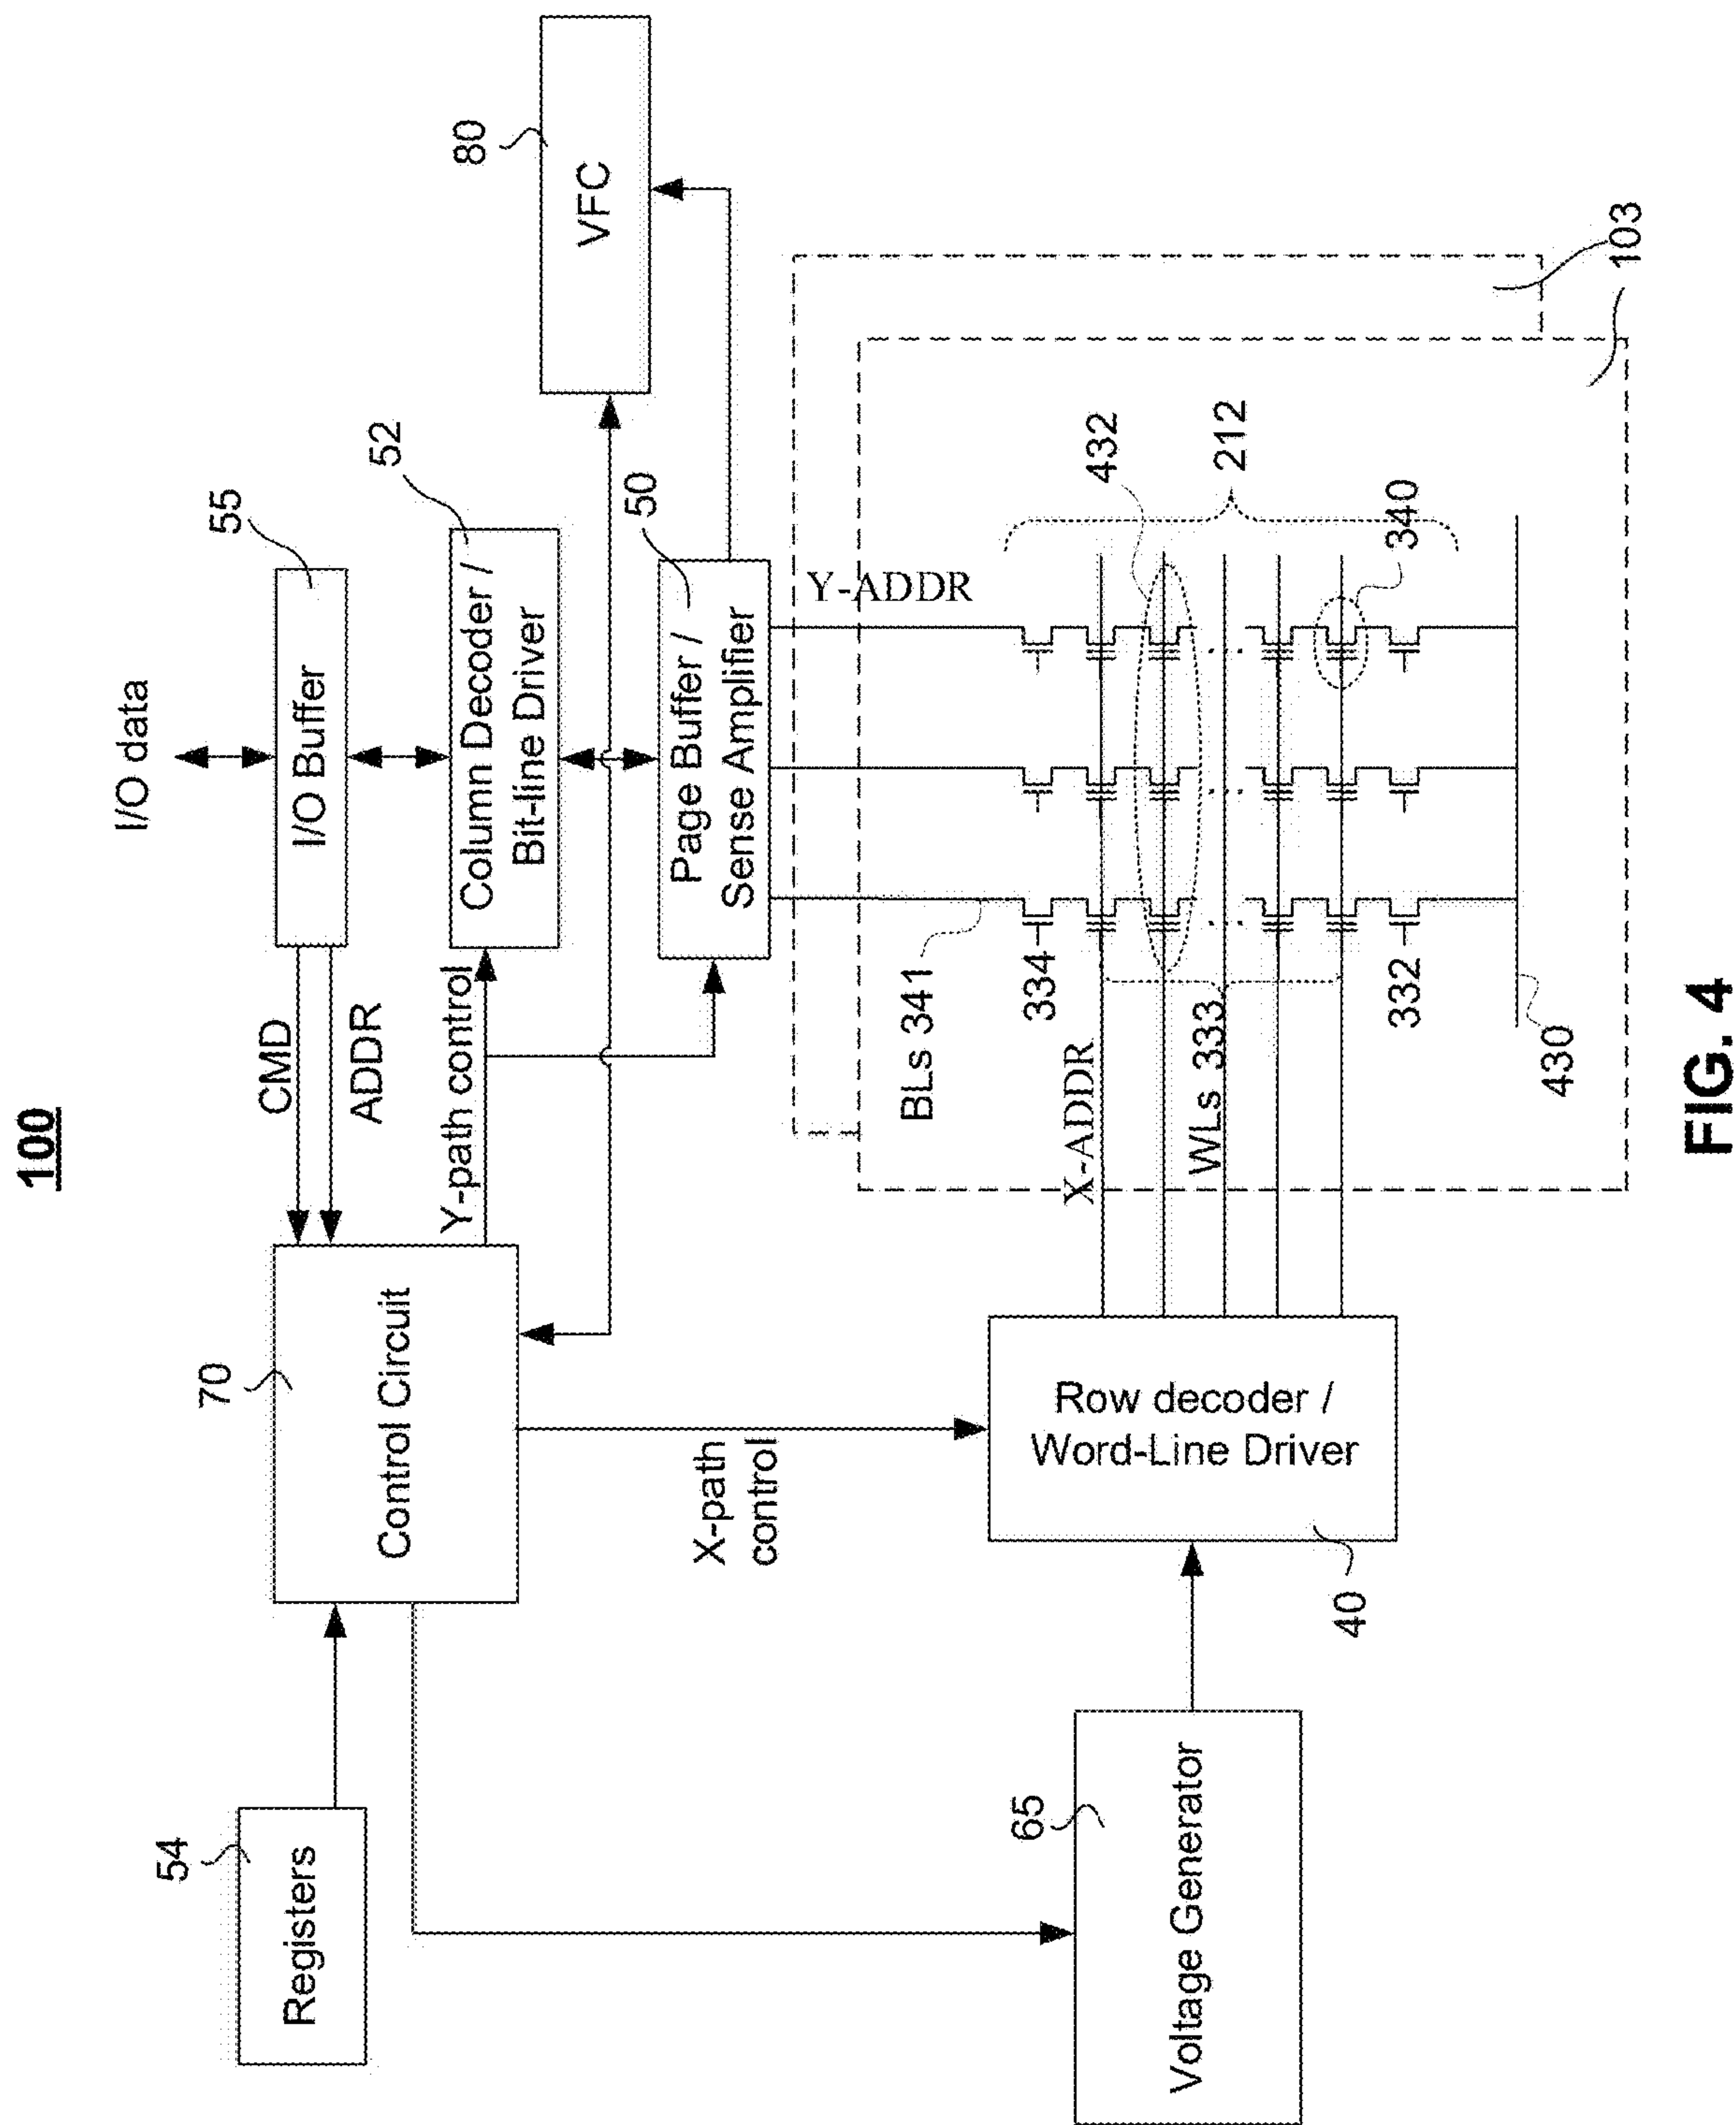 100
I/O data
55
I/O Buffer
CMD
ADDR
70
Control Circuit
54
Registers
52
Column Decoder /
Bit-line Driver
Y-path control
80
VFC
50
Page Buffer /
Sense Amplifier
X-path
control
Y-ADDR
103
BLs 341
334
X-ADDR
432
212
WLs 333
340
332
430
Row decoder /
Word-Line Driver
40
65
Voltage Generator
FIG. 4